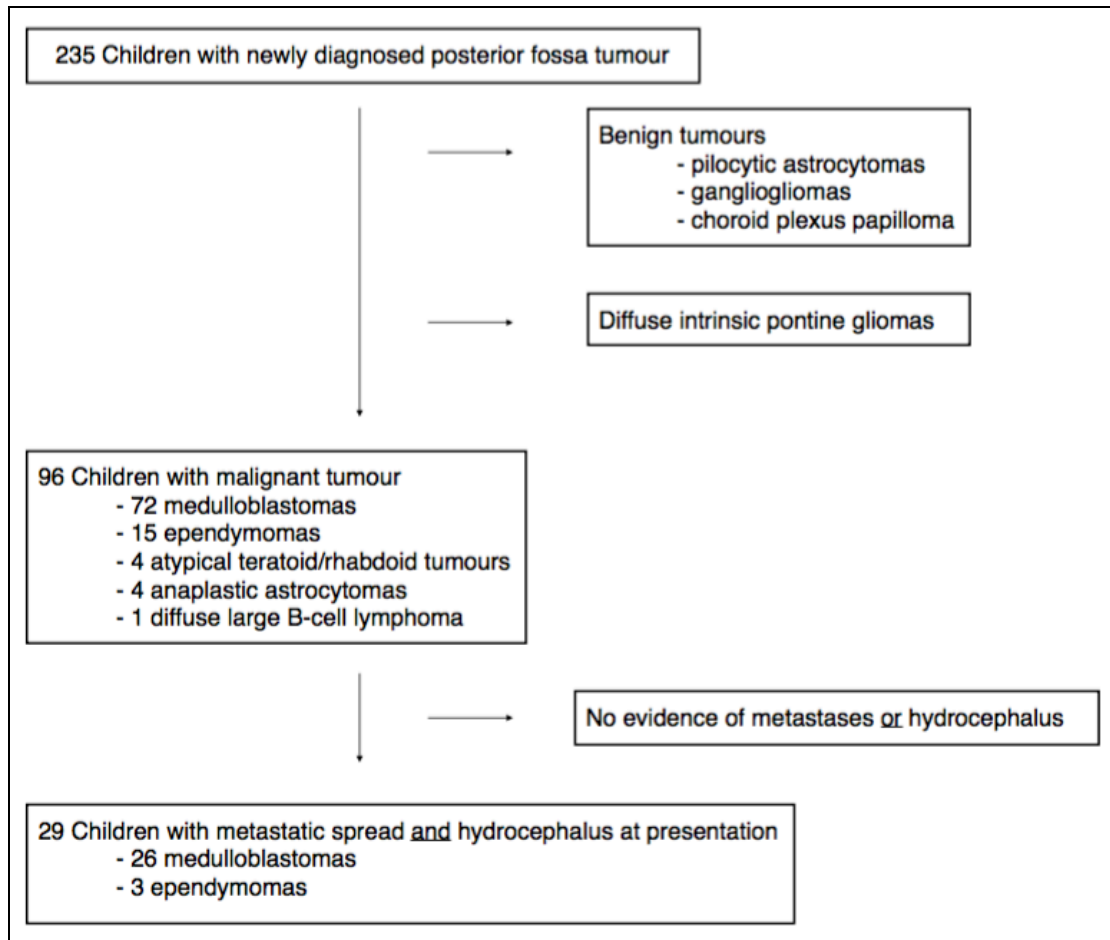 235 Children with newly diagnosed posterior fossa tumour
Benign tumours
- pilocytic astrocytomas
- gangliogliomas
- choroid plexus papilloma
Diffuse intrinsic pontine gliomas
96 Children with malignant tumour
- 72 medulloblastomas
- 15 ependymomas
- 4 atypical teratoid/rhabdoid tumours
- 4 anaplastic astrocytomas
- 1 diffuse large B-cell lymphoma
No evidence of metastases or hydrocephalus
29 Children with metastatic spread and hydrocephalus at presentation
- 26 medulloblastomas
- 3 ependymomas